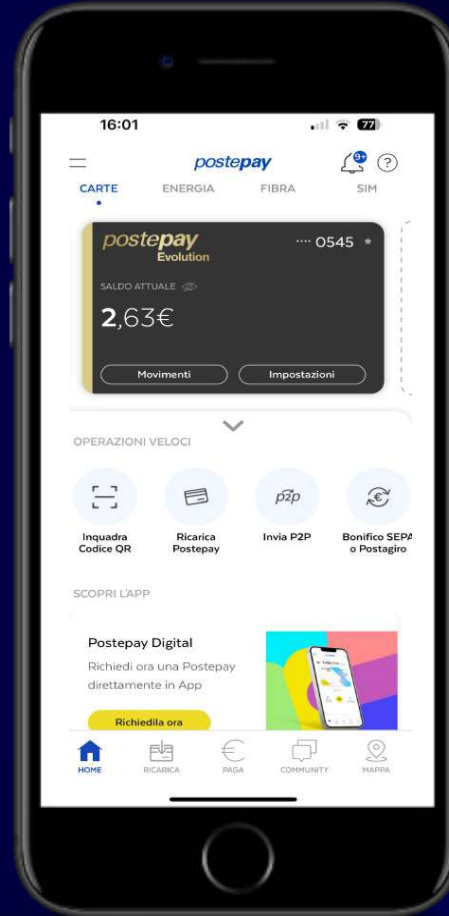 16:01
77
postepay
9+
?
CARTE
ENERGIA
FIBRA
SIM
postepay
Evolution
···· 0545 *
SALDO ATTUALE
2,63€
Movimenti
Impostazioni
OPERAZIONI VELOCI
p2p
€
Inquadra
Codice QR
Ricarica
Postepay
Invia P2P
Bonifico SEPA
o Postagiro
SCOPRI L'APP
Postepay Digital
Richiedi ora una Postepay
direttamente in App
Richiedila ora
HOME
RICARICA
PAGA
COMMUNITY
MAPPA